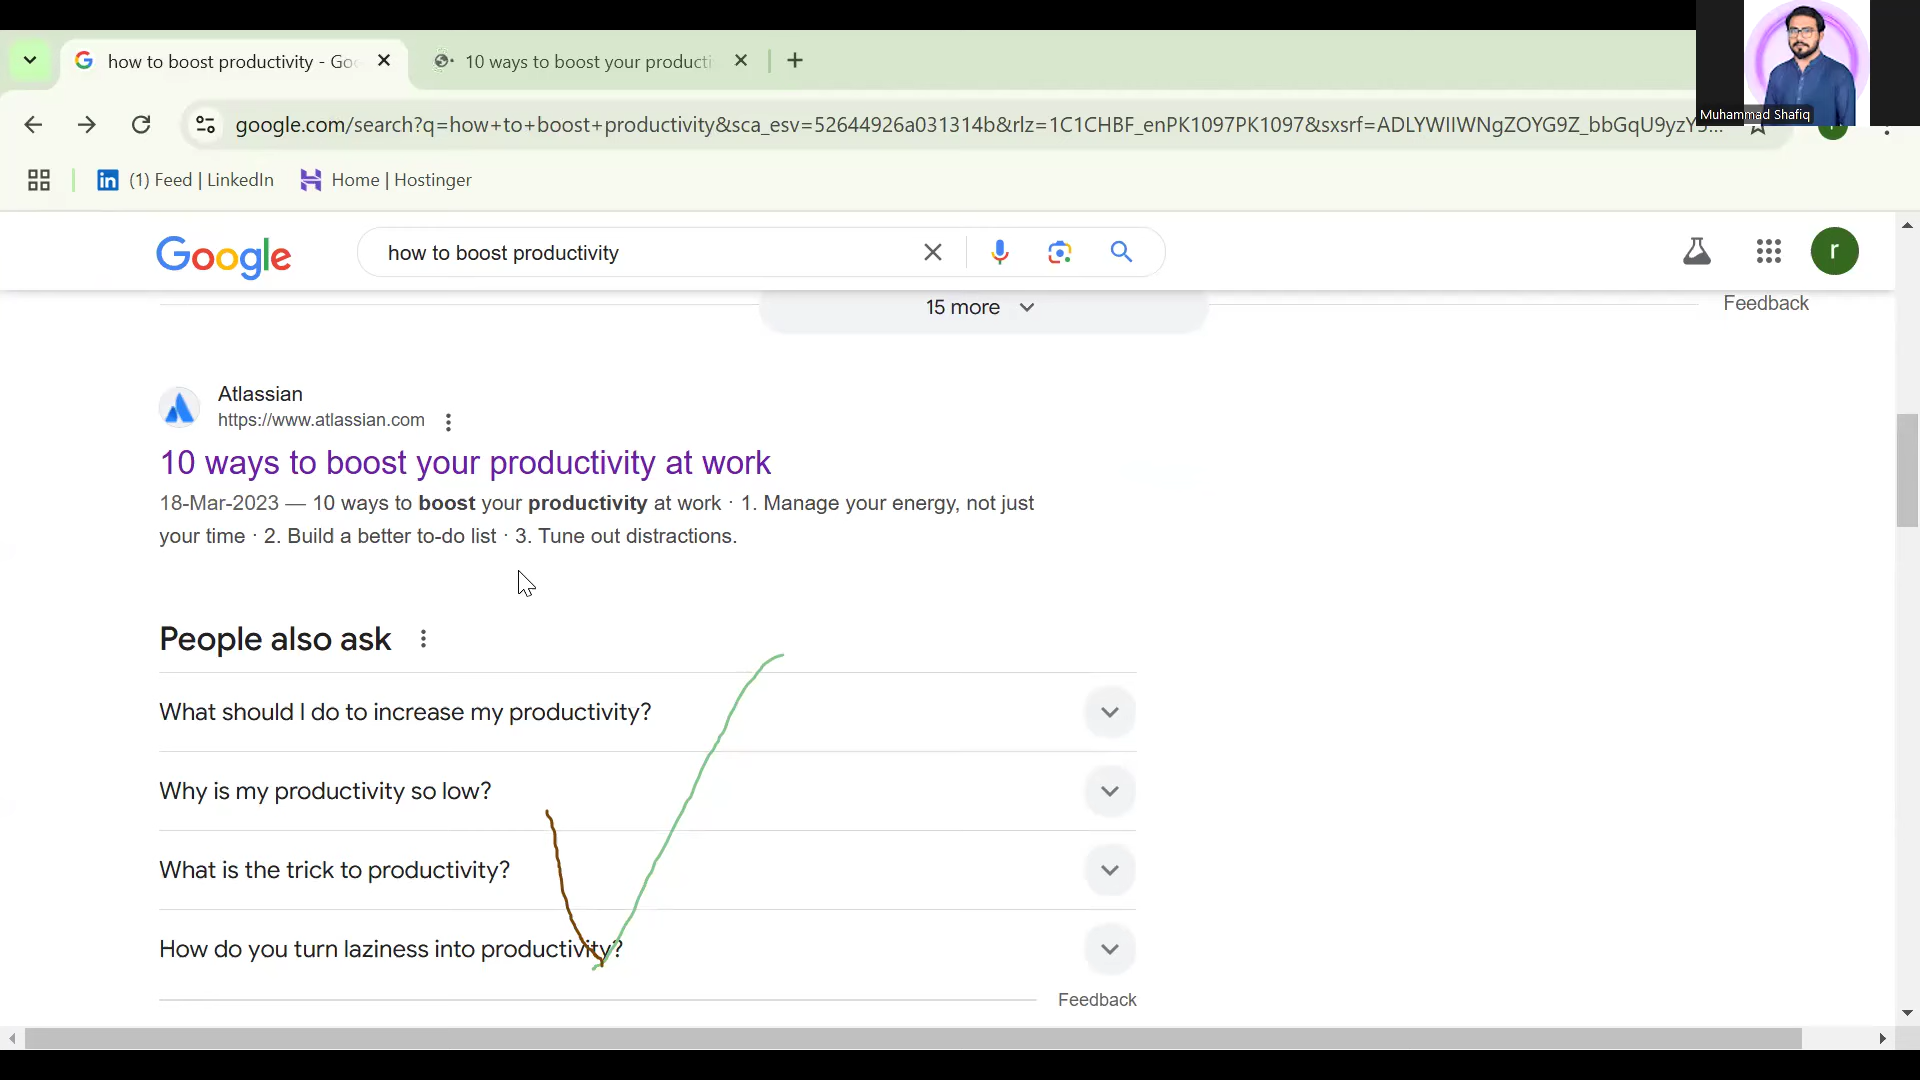 how to boost productivity - Go
10 ways to boost your producti
google.com/search?q=how+to+boost+productivity&sca_esv=52644926a031314b&rlz=1C1CHBF_enPK1097PK1097&sxsrf=ADLYWIIWNgZOYG9Z_bbGqU9yzY5...
Muhammad Shafiq
(1) Feed | LinkedIn
Home | Hostinger
Google
how to boost productivity
r
15 more
Feedback
Atlassian
https://www.atlassian.com
10 ways to boost your productivity at work
18-Mar-2023 — 10 ways to boost your productivity at work · 1. Manage your energy, not just
your time · 2. Build a better to-do list · 3. Tune out distractions.
People also ask
What should I do to increase my productivity?
Why is my productivity so low?
What is the trick to productivity?
How do you turn laziness into productivity?
Feedback